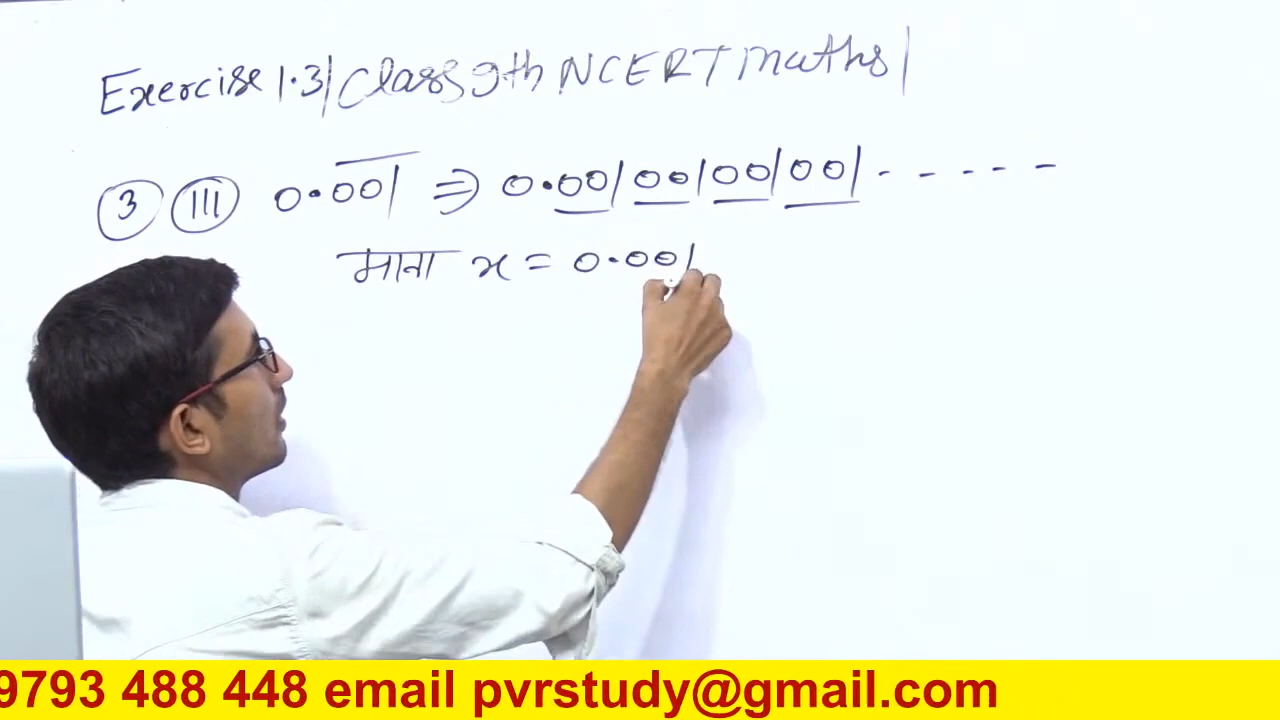 Exercise 1.3| Class 9th NCERT Maths|
3 III 0.001̅ ⇒ 0.001001001001 - - - - -
माना x = 0.001
9793 488 448 email pvrstudy@gmail.com